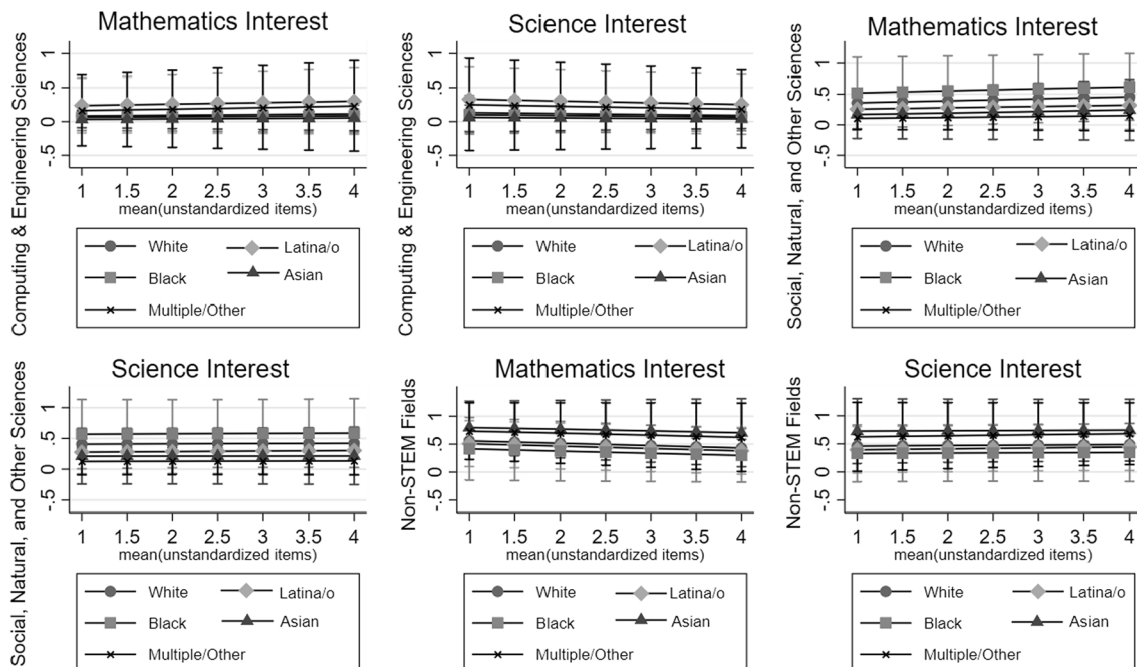 Mathematics Interest
Computing & Engineering Sciences
1
.5
0
-.5
1 1.5 2 2.5 3 3.5 4
mean(unstandardized items)
White Latina/o
Black Asian
Multiple/Other
Science Interest
Computing & Engineering Sciences
1
.5
0
-.5
1 1.5 2 2.5 3 3.5 4
mean(unstandardized items)
White Latina/o
Black Asian
Multiple/Other
Mathematics Interest
Social, Natural, and Other Sciences
1
.5
0
-.5
1 1.5 2 2.5 3 3.5 4
mean(unstandardized items)
White Latina/o
Black Asian
Multiple/Other
Science Interest
Social, Natural, and Other Sciences
1
.5
0
-.5
1 1.5 2 2.5 3 3.5 4
mean(unstandardized items)
White Latina/o
Black Asian
Multiple/Other
Mathematics Interest
Non-STEM Fields
1
.5
0
-.5
1 1.5 2 2.5 3 3.5 4
mean(unstandardized items)
White Latina/o
Black Asian
Multiple/Other
Science Interest
Non-STEM Fields
1
.5
0
-.5
1 1.5 2 2.5 3 3.5 4
mean(unstandardized items)
White Latina/o
Black Asian
Multiple/Other